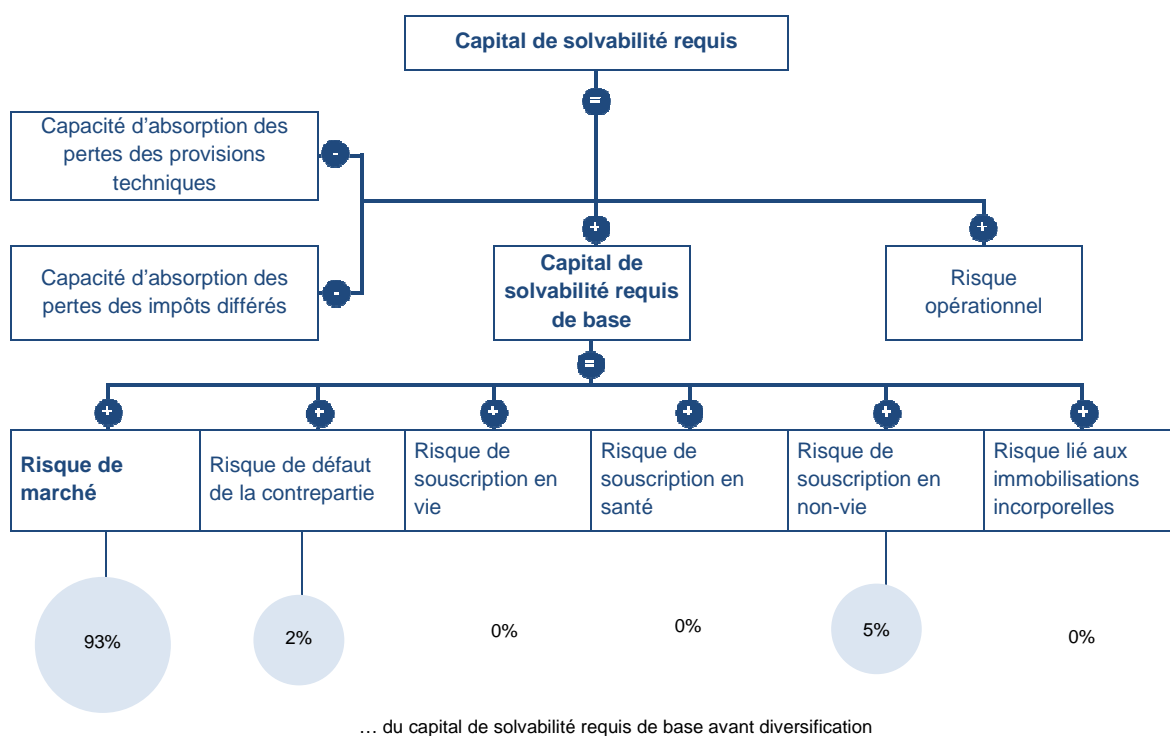 Capital de solvabilité requis
=
Capacité d'absorption des
pertes des provisions
techniques
-
+
+
Capacité d'absorption des
pertes des impôts différés
-
Capital de
solvabilité requis
de base
Risque
opérationnel
=
+
+
+
+
+
+
Risque de
marché
Risque de défaut
de la contrepartie
Risque de
souscription en
vie
Risque de
souscription en
santé
Risque de
souscription en
non-vie
Risque lié aux
immobilisations
incorporelles
93%
2%
0%
0%
5%
0%
… du capital de solvabilité requis de base avant diversification